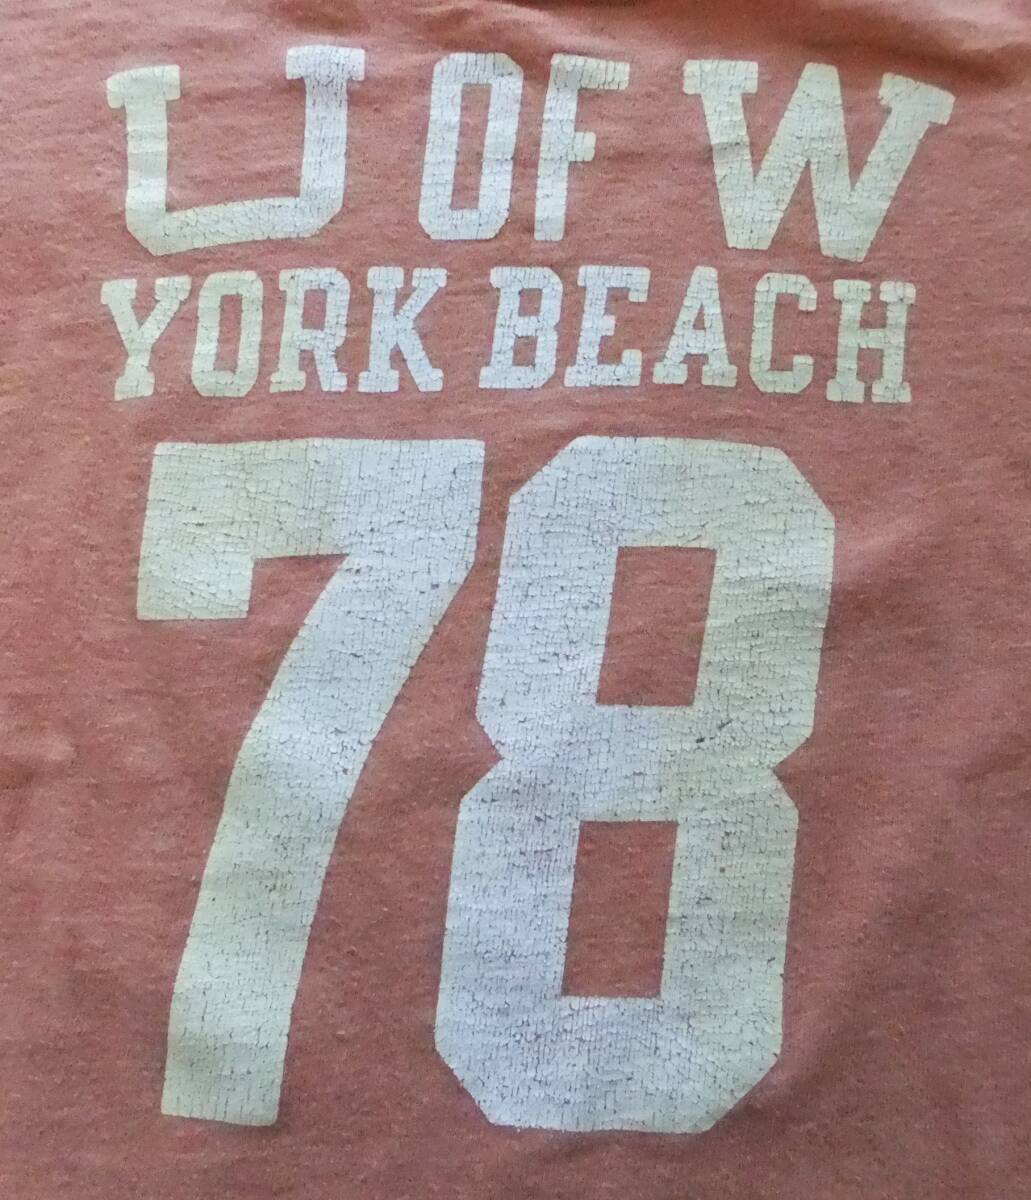 U OF W
YORK BEACH
78